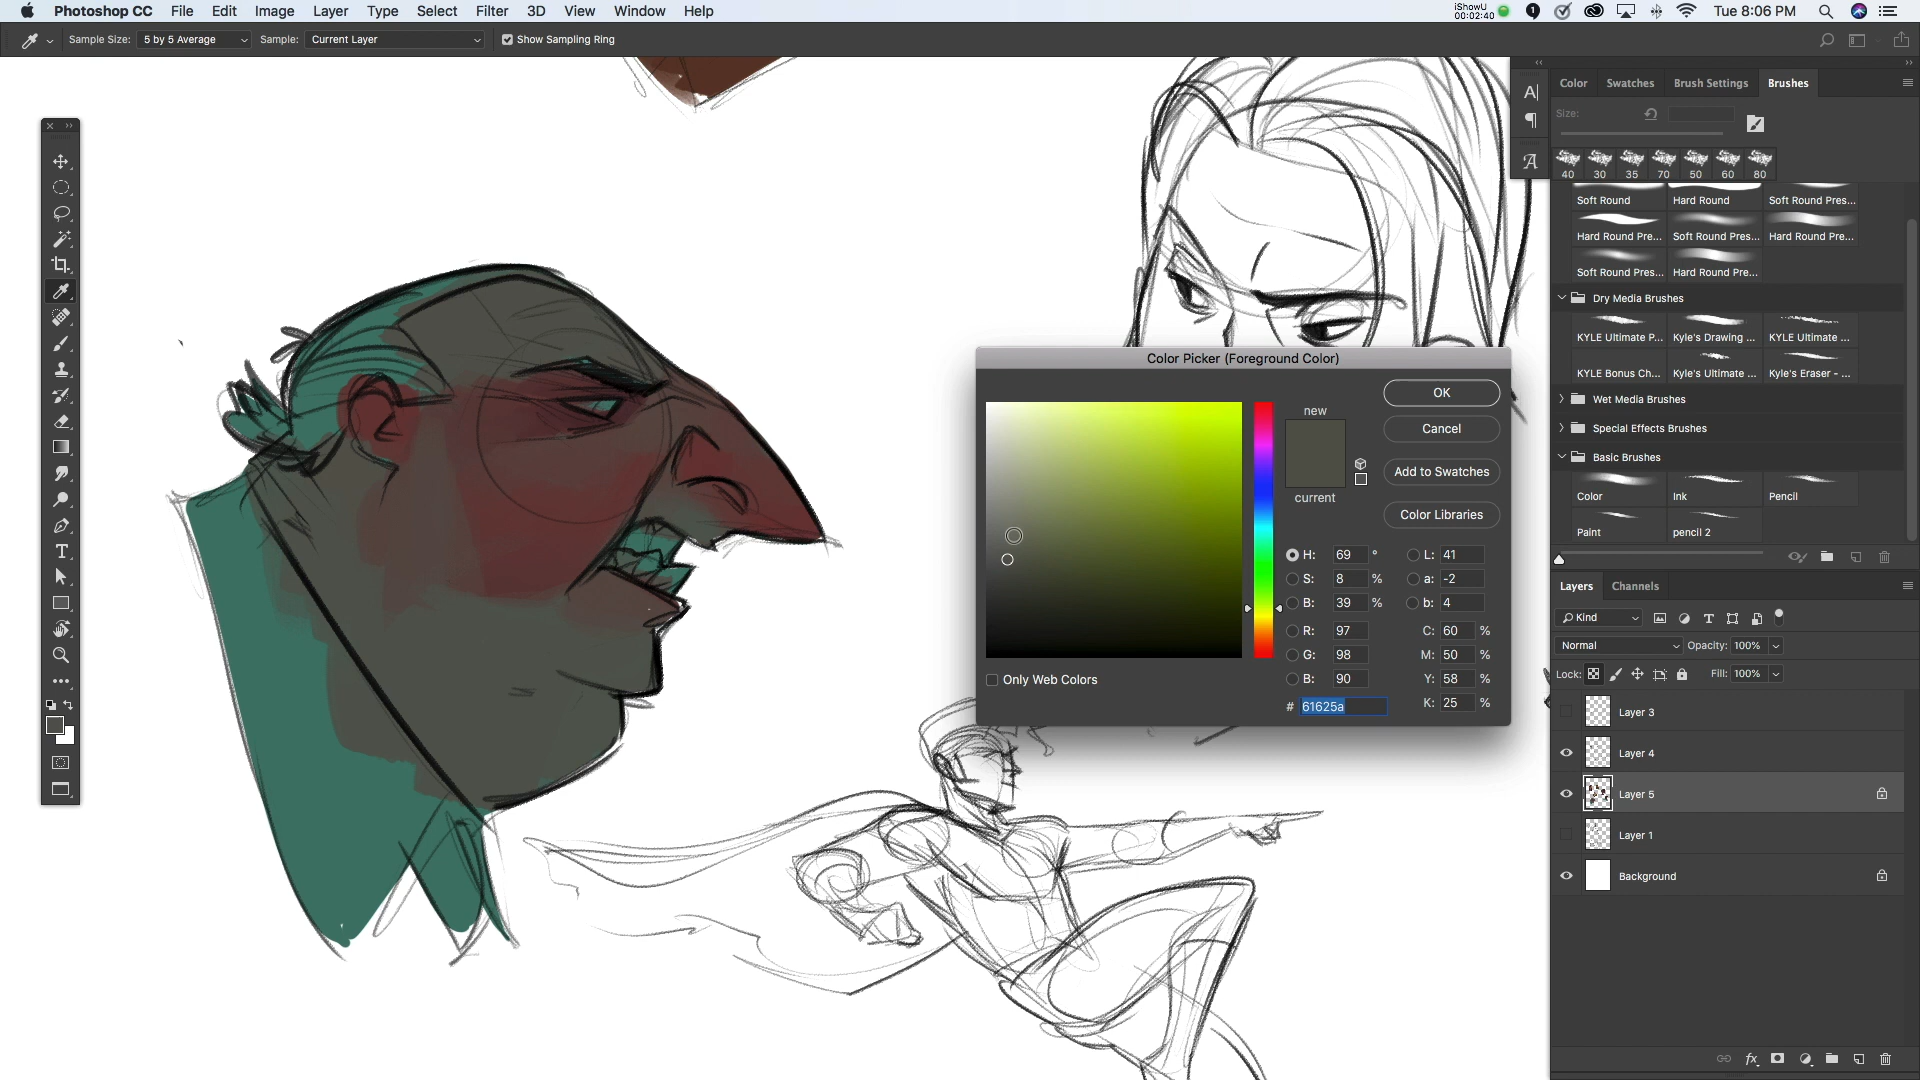 Photoshop CC File Edit Image Layer Type Select Filter 3D View Window Help
iShowU
00:02:40
Tue 8:06 PM
Sample Size: 5 by 5 Average Sample: Current Layer Show Sampling Ring
Color Swatches Brush Settings Brushes
Size:
40 30 35 70 50 60 80
Soft Round Hard Round Soft Round Pres...
Hard Round Pre... Soft Round Pres... Hard Round Pre...
Soft Round Pres... Hard Round Pre...
Dry Media Brushes
KYLE Ultimate P... Kyle's Drawing ... KYLE Ultimate ...
KYLE Bonus Ch... Kyle's Ultimate ... Kyle's Eraser - ...
Wet Media Brushes
Special Effects Brushes
Basic Brushes
Color Ink Pencil
Paint pencil 2
Color Picker (Foreground Color)
new
current
OK
Cancel
Add to Swatches
Color Libraries
H: 69 ° L: 41
S: 8 % a: -2
B: 39 % b: 4
R: 97 C: 60 %
G: 98 M: 50 %
B: 90 Y: 58 %
# 61625a K: 25 %
Only Web Colors
Layers Channels
Kind
Normal Opacity: 100%
Lock: Fill: 100%
Layer 3
Layer 4
Layer 5
Layer 1
Background